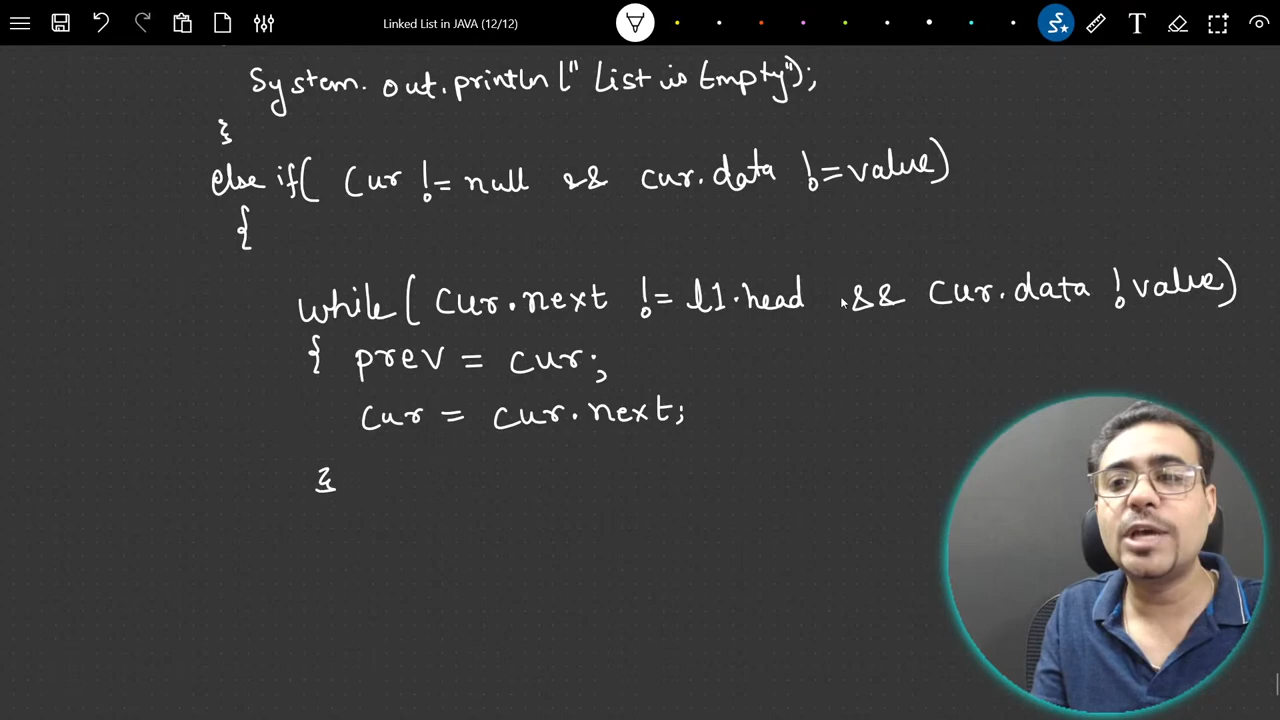 Linked List in JAVA (12/12)
T
System.out.println("List is Empty");
}
else if( Cur != null && cur.data != value)
{
while( Cur.next != l1.head && Cur.data ! value)
{ prev = cur;
cur = cur.next;
}